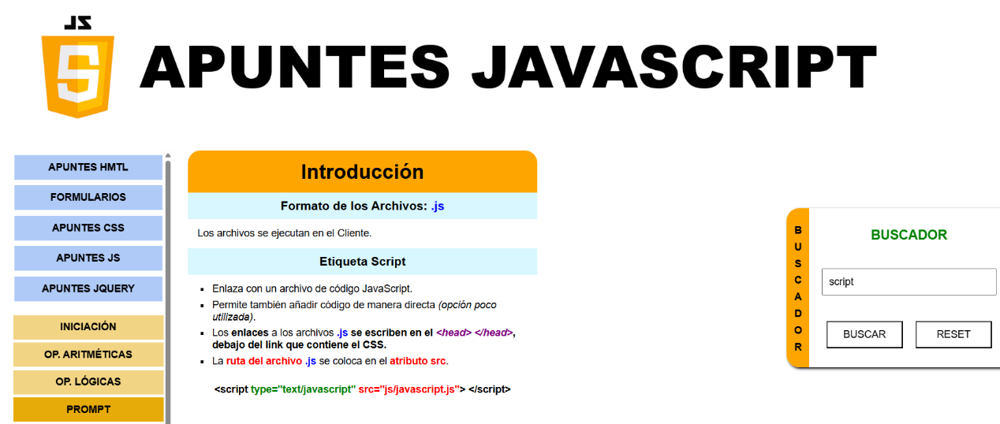 JS
APUNTES JAVASCRIPT
APUNTES HMTL
FORMULARIOS
APUNTES CSS
APUNTES JS
APUNTES JQUERY
INICIACIÓN
OP. ARITMÉTICAS
OP. LÓGICAS
PROMPT
Introducción
Formato de los Archivos: .js
Los archivos se ejecutan en el Cliente.
Etiqueta Script
Enlaza con un archivo de código JavaScript.
Permite también añadir código de manera directa (opción poco
utilizada).
Los enlaces a los archivos .js se escriben en el <head> </head>,
debajo del link que contiene el CSS.
La ruta del archivo .js se coloca en el atributo src.
<script type="text/javascript" src="js/javascript.js"> </script>
B
U
S
C
A
D
O
R
BUSCADOR
script
BUSCAR
RESET